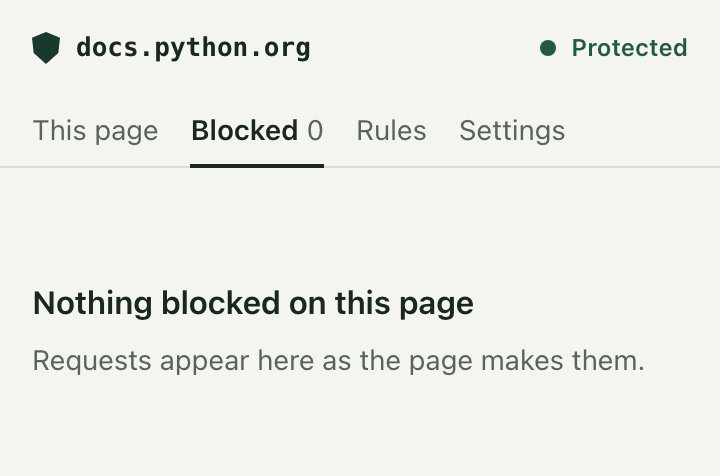 docs.python.org
Protected
This page Blocked 0 Rules Settings
Nothing blocked on this page
Requests appear here as the page makes them.